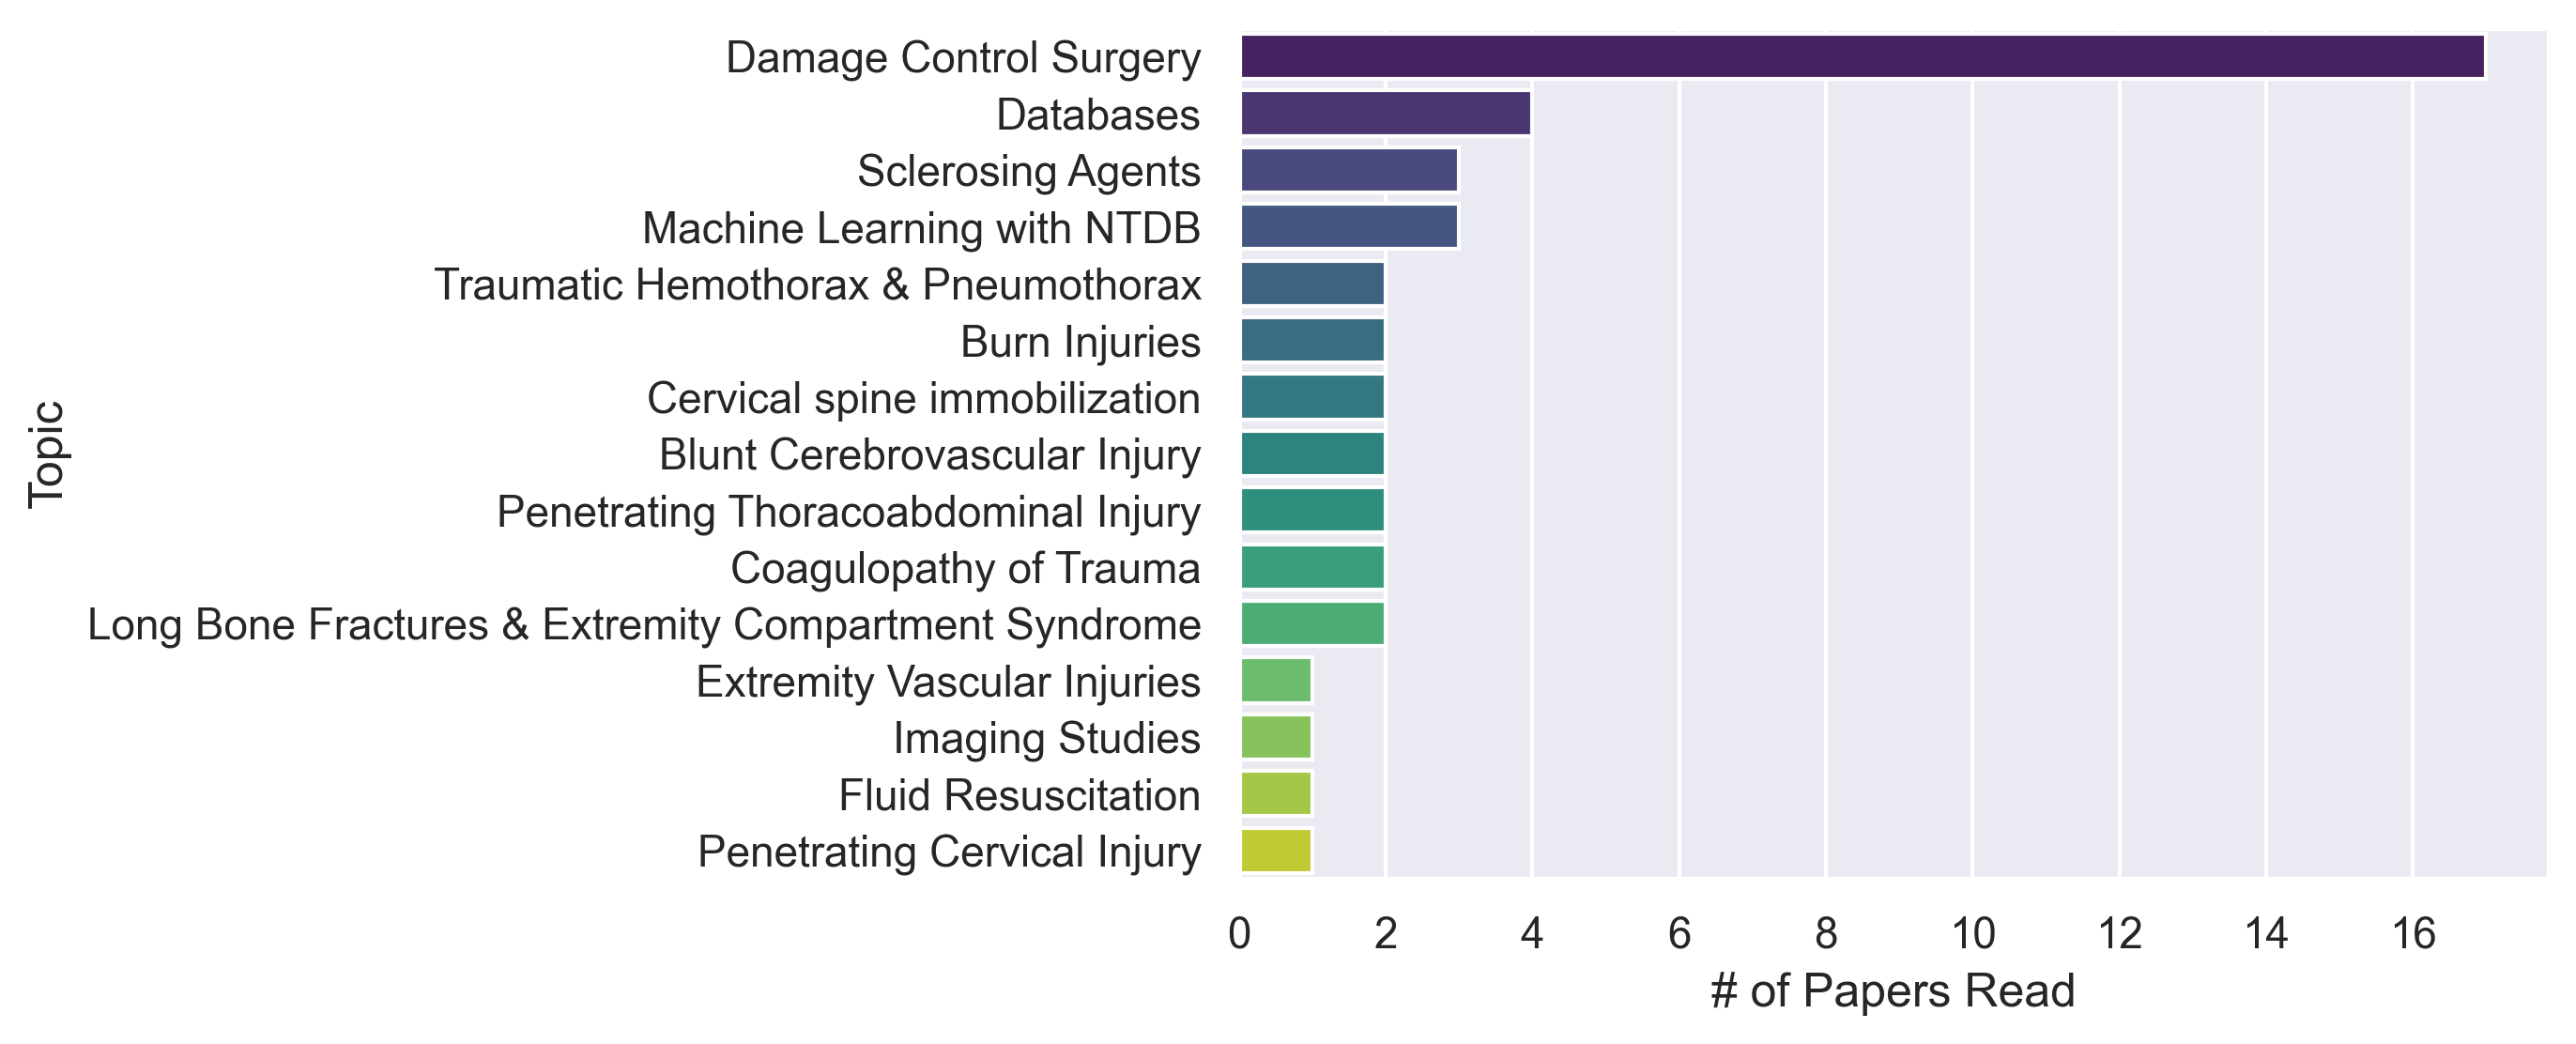 Damage Control Surgery
Databases
Sclerosing Agents
Machine Learning with NTDB
Traumatic Hemothorax & Pneumothorax
Burn Injuries
Cervical spine immobilization
Blunt Cerebrovascular Injury
Penetrating Thoracoabdominal Injury
Coagulopathy of Trauma
Long Bone Fractures & Extremity Compartment Syndrome
Extremity Vascular Injuries
Imaging Studies
Fluid Resuscitation
Penetrating Cervical Injury
Topic
0 2 4 6 8 10 12 14 16
# of Papers Read